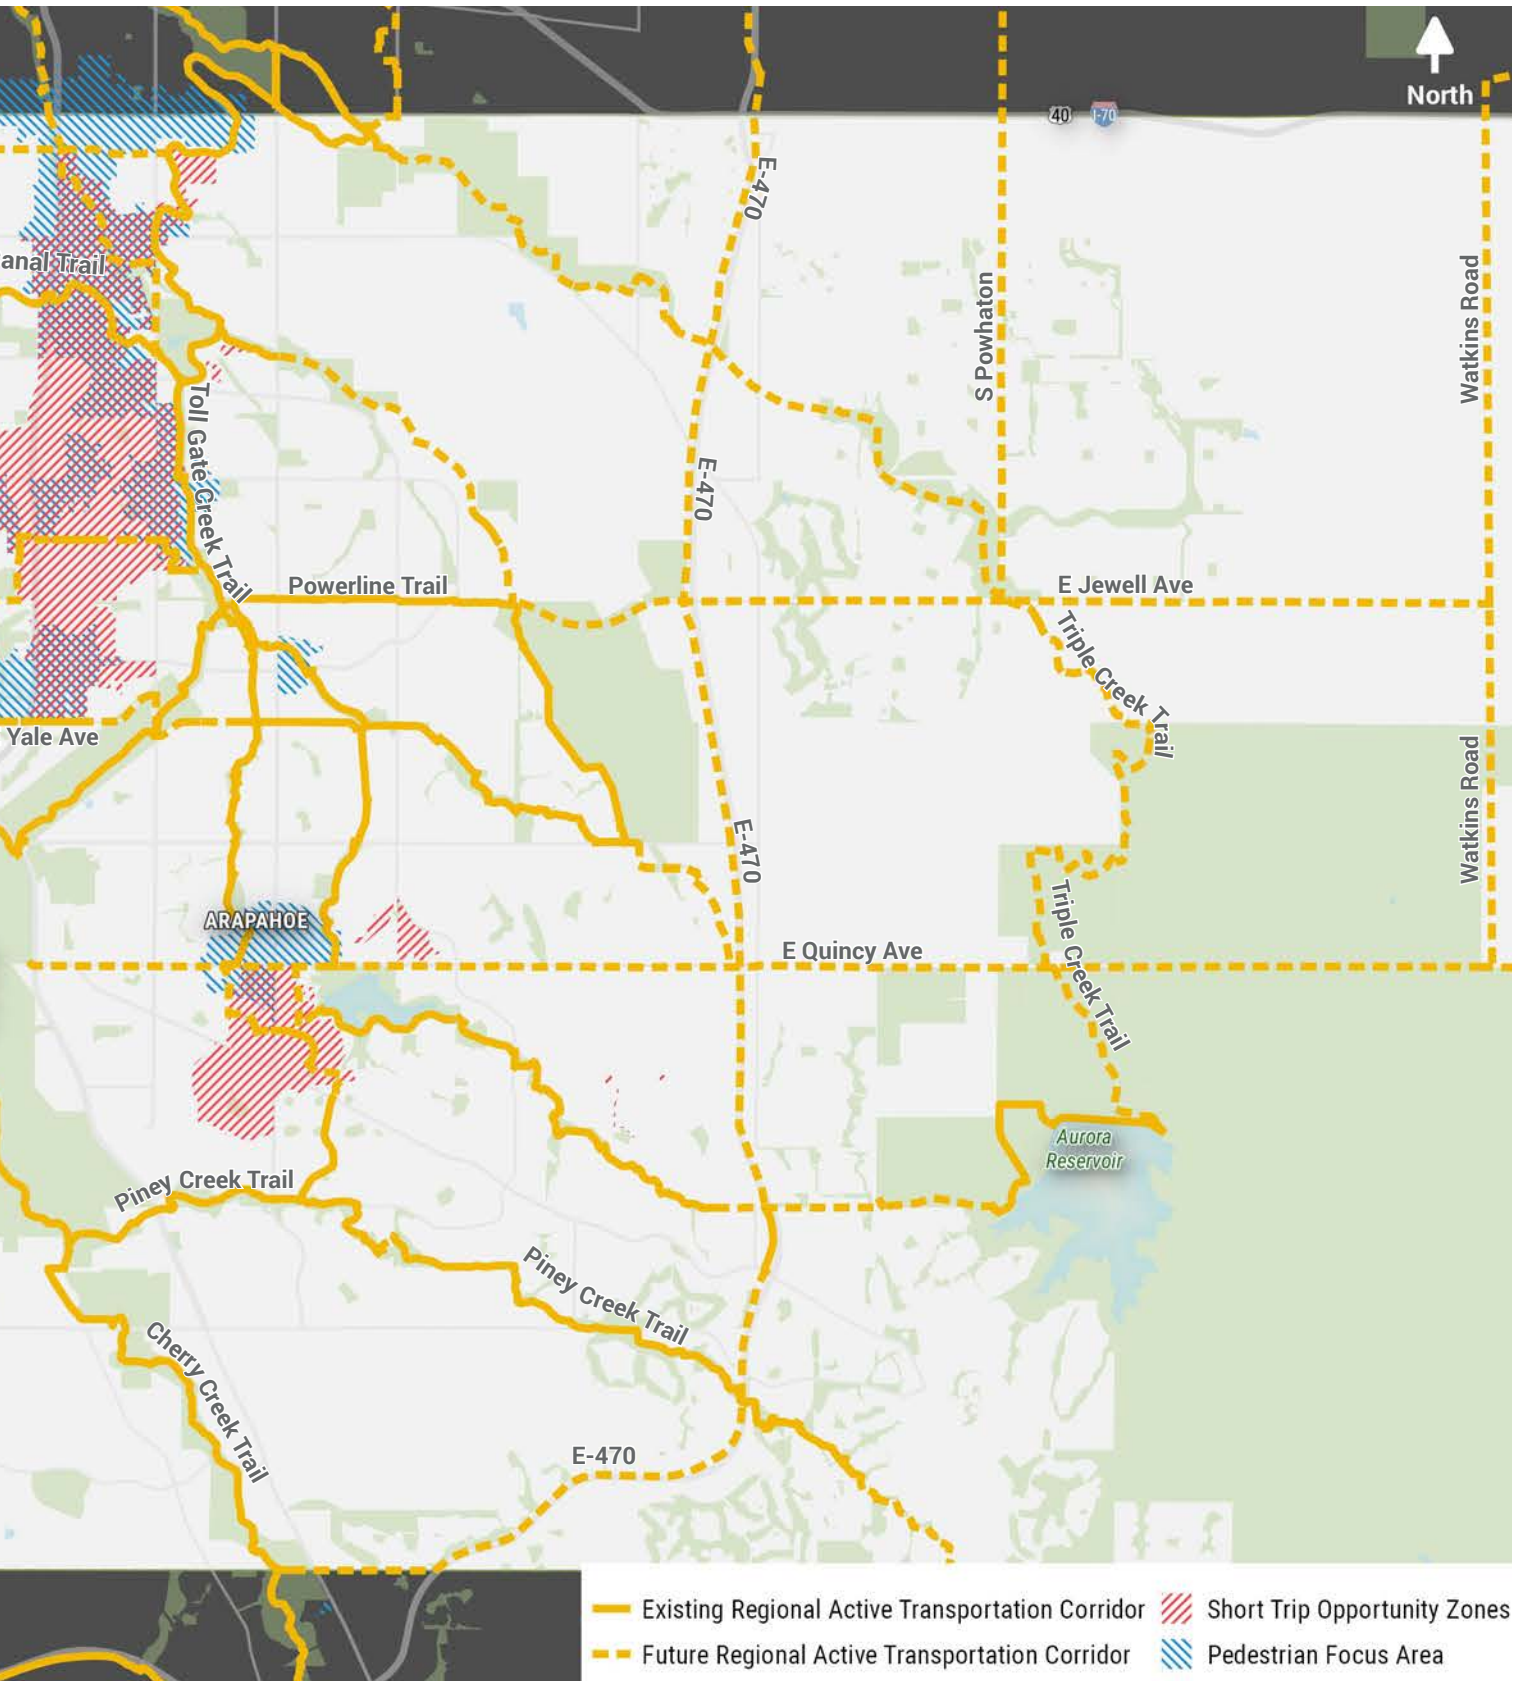 North
40
I-70
E-470
anal Trail
S Powhaton
Watkins Road
Toll Gate Creek Trail
E-470
Powerline Trail
E Jewell Ave
Triple Creek Trail
Yale Ave
E-470
Watkins Road
ARAPAHOE
E Quincy Ave
Triple Creek Trail
Aurora
Reservoir
Piney Creek Trail
Piney Creek Trail
Cherry Creek Trail
E-470
Existing Regional Active Transportation Corridor
Short Trip Opportunity Zones
Future Regional Active Transportation Corridor
Pedestrian Focus Area